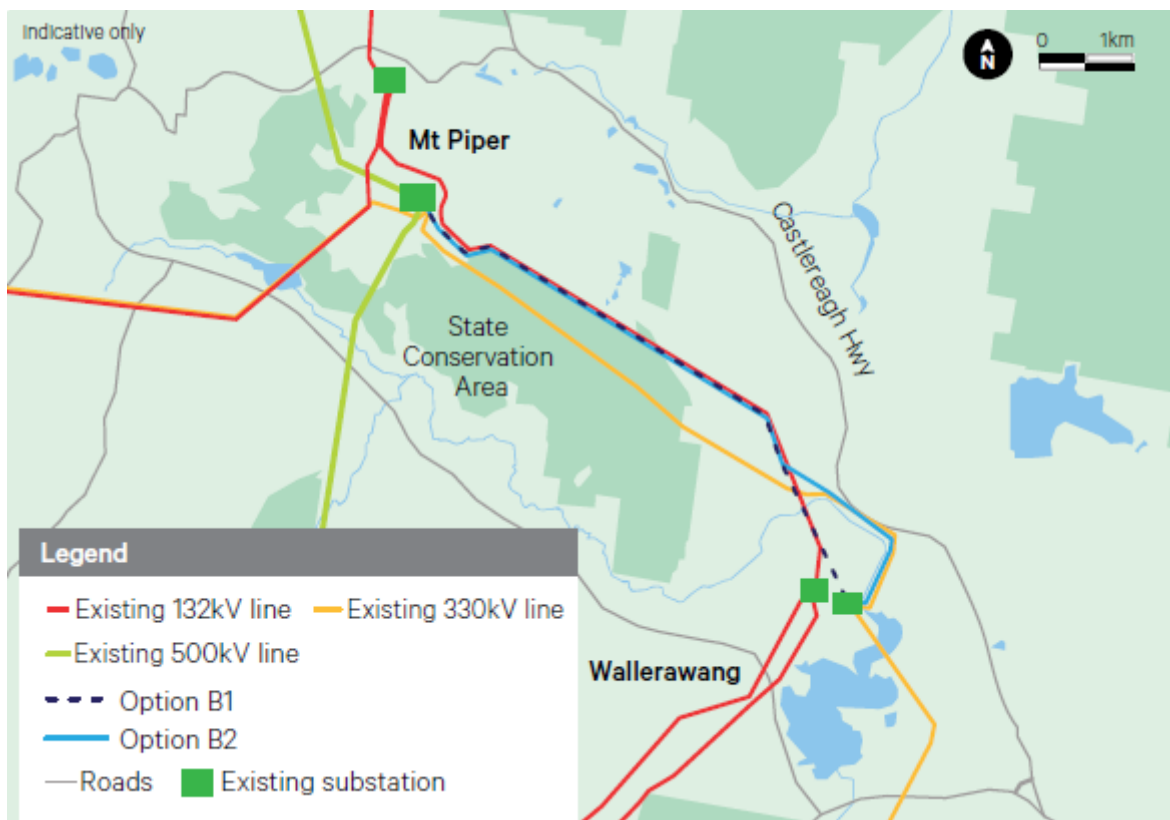 Indicative only
N
0 1km
Mt Piper
Castlereagh Hwy
State
Conservation
Area
Wallerawang
Legend
Existing 132kV line
Existing 330kV line
Existing 500kV line
Option B1
Option B2
Roads
Existing substation